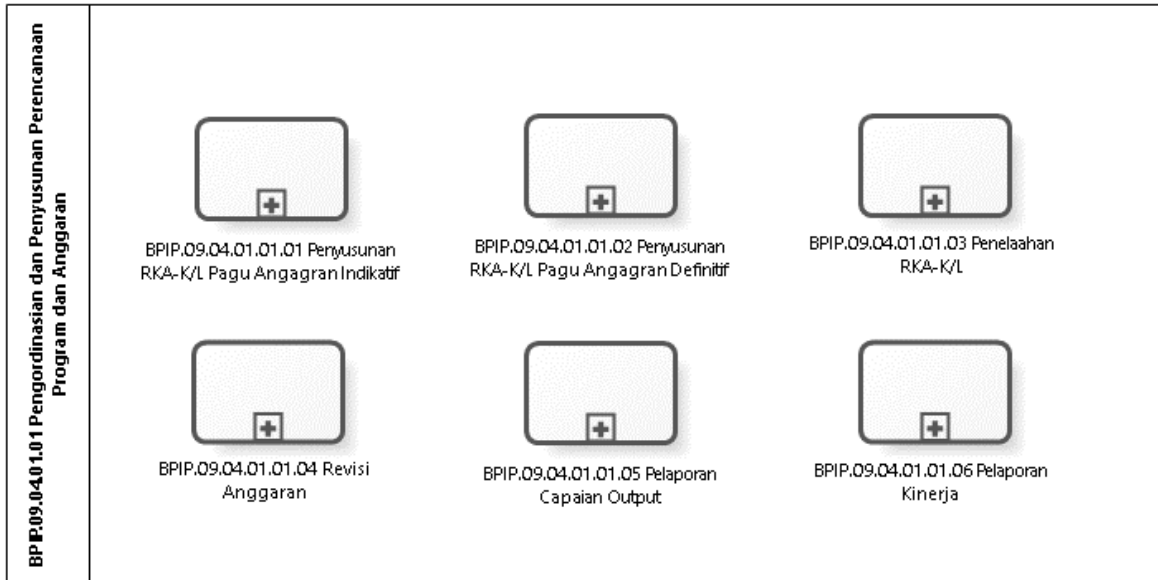 BPIP.09.04.01.01 Pengordinasian dan Penyusunan Perencanaan
Program dan Anggaran
BPIP.09.04.01.01.01 Penyusunan
RKA-K/L Pagu Angagran Indikatif
BPIP.09.04.01.01.02 Penyusunan
RKA-K/L Pagu Angagran Definitif
BPIP.09.04.01.01.03 Penelaahan
RKA-K/L
BPIP.09.04.01.01.04 Revisi
Anggaran
BPIP.09.04.01.01.05 Pelaporan
Capaian Output
BPIP.09.04.01.01.06 Pelaporan
Kinerja